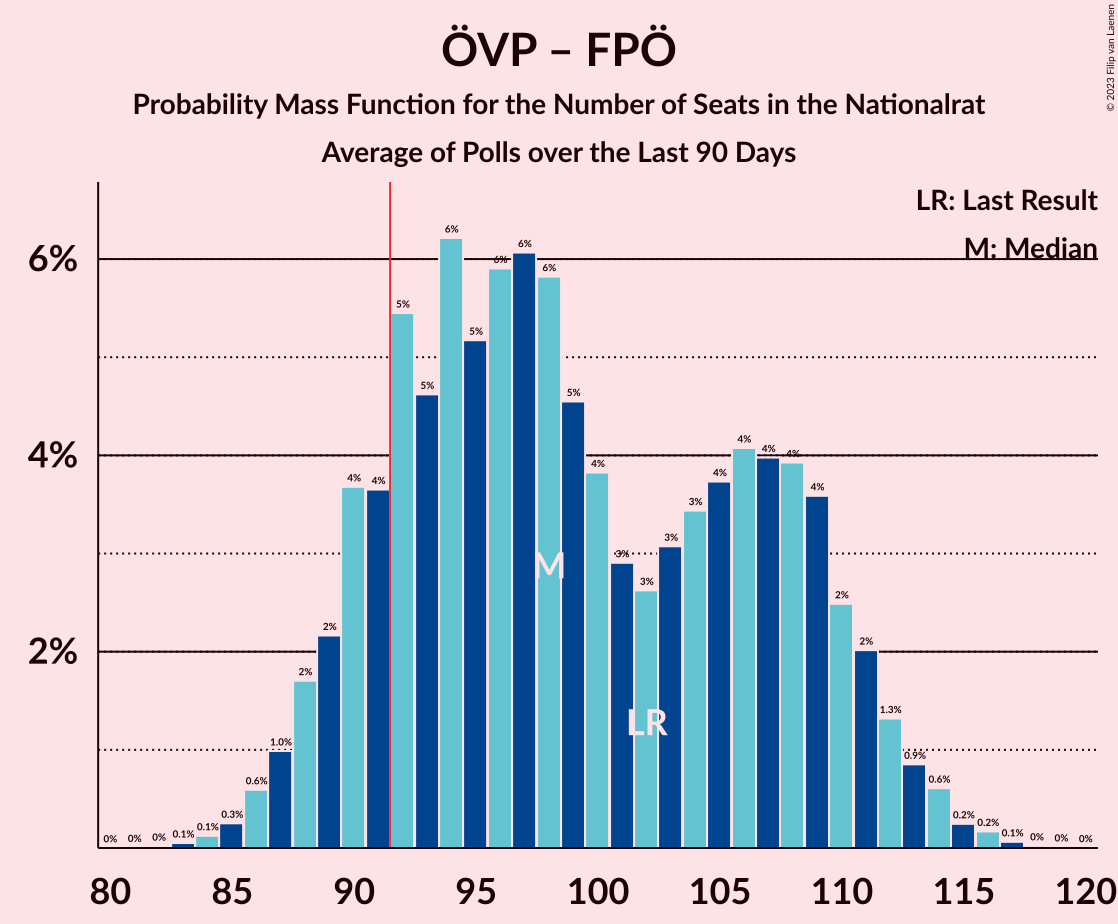 ÖVP – FPÖ
Probability Mass Function for the Number of Seats in the Nationalrat
Average of Polls over the Last 90 Days
© 2023 Filip van Laenen
LR: Last Result
M: Median
6%
4%
2%
0% 0% 0% 0.1% 0.1% 0.3% 0.6% 1.0% 2% 2% 4% 4% 5% 5% 6% 5% 6% 6% 6% 5% 4% 3% 3% 3% 3% 4% 4% 4% 4% 4% 2% 2% 1.3% 0.9% 0.6% 0.2% 0.2% 0.1% 0% 0% 0%
M
LR
80 85 90 95 100 105 110 115 120